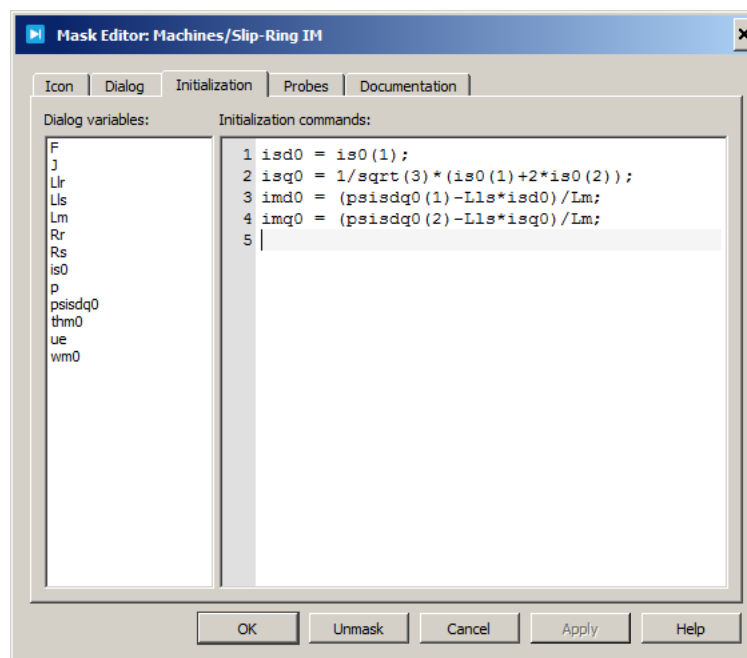 Mask Editor: Machines/Slip-Ring IM
Icon Dialog Initialization Probes Documentation
Dialog variables:
F
J
Llr
Lls
Lm
Rr
Rs
is0
p
psisdq0
thm0
ue
wm0
Initialization commands:
1 isd0 = is0(1);
2 isq0 = 1/sqrt(3)*(is0(1)+2*is0(2));
3 imd0 = (psisdq0(1)-Lls*isd0)/Lm;
4 imq0 = (psisdq0(2)-Lls*isq0)/Lm;
5
OK Unmask Cancel Apply Help